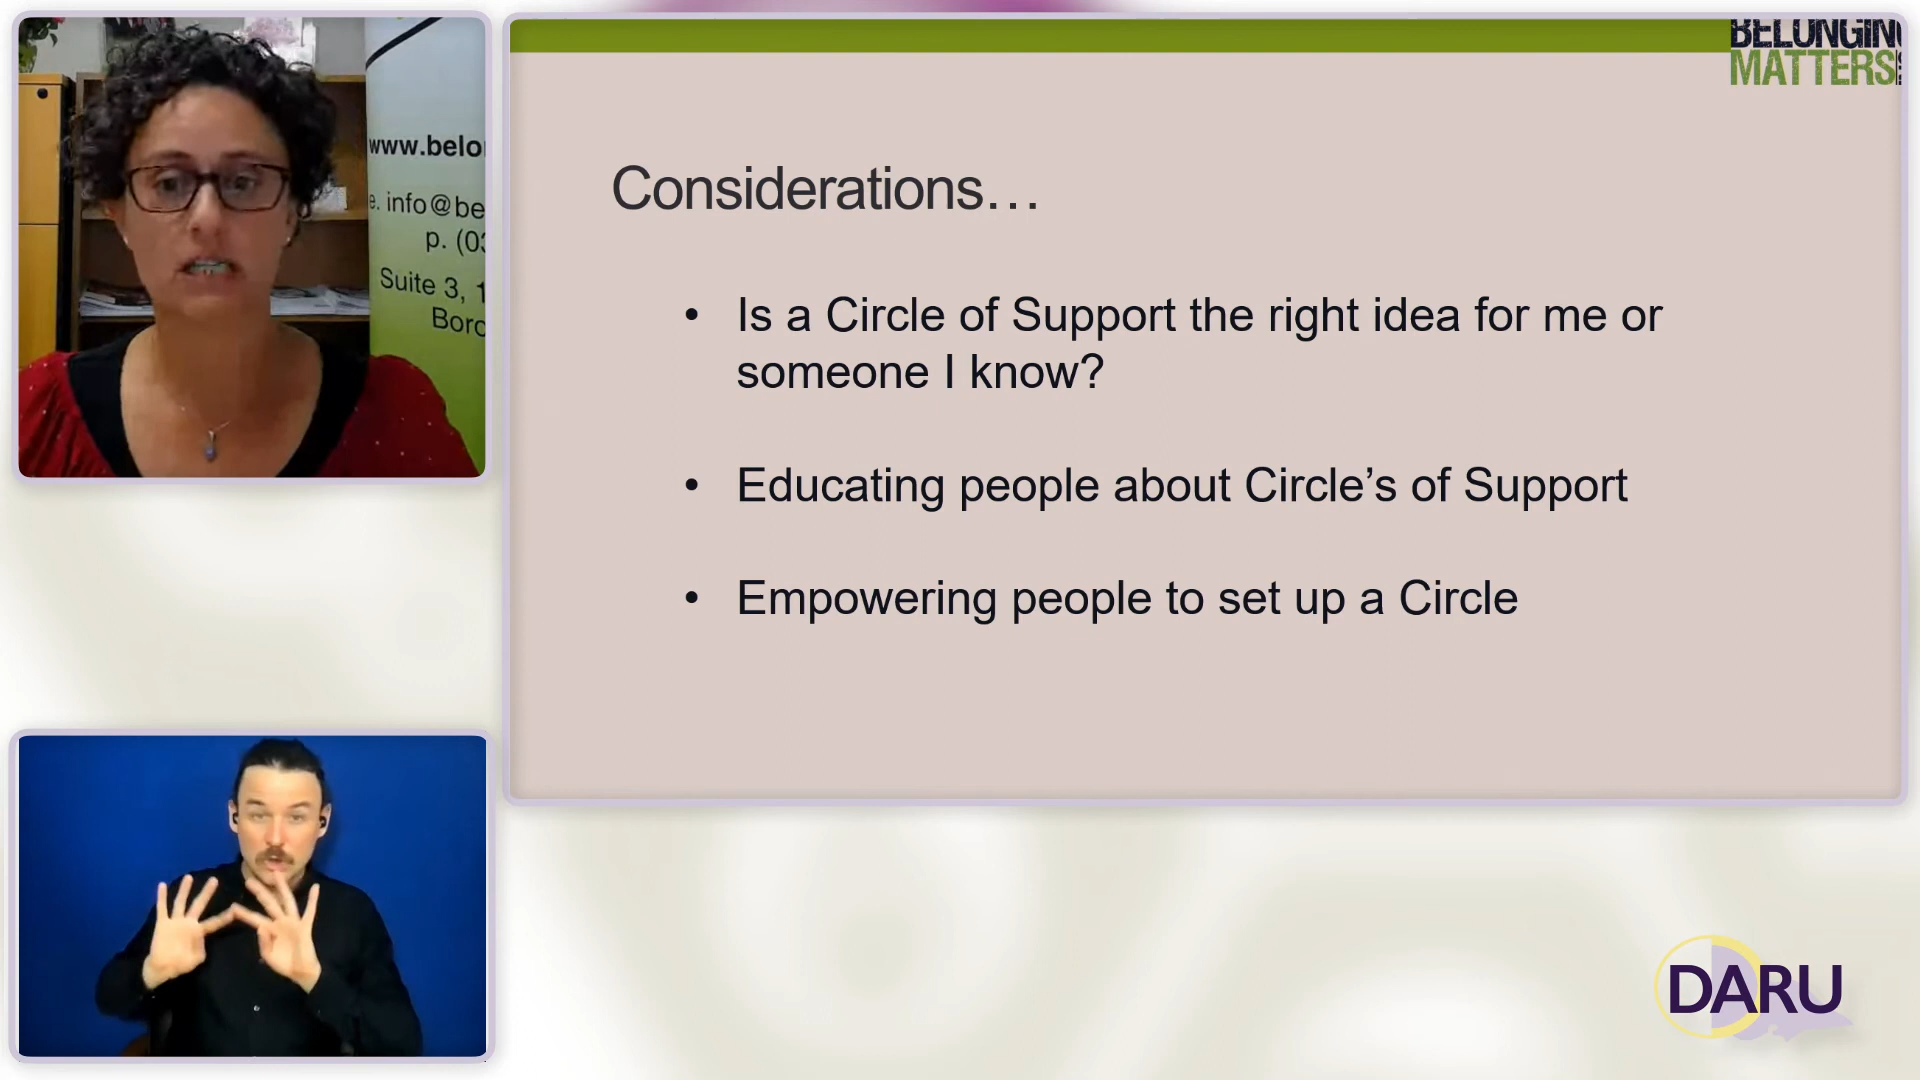 www.belo
e. info@be
p. (03
Suite 3, 1
Boro
BELONGING
MATTERS
Considerations…
• Is a Circle of Support the right idea for me or
someone I know?
• Educating people about Circle’s of Support
• Empowering people to set up a Circle
DARU